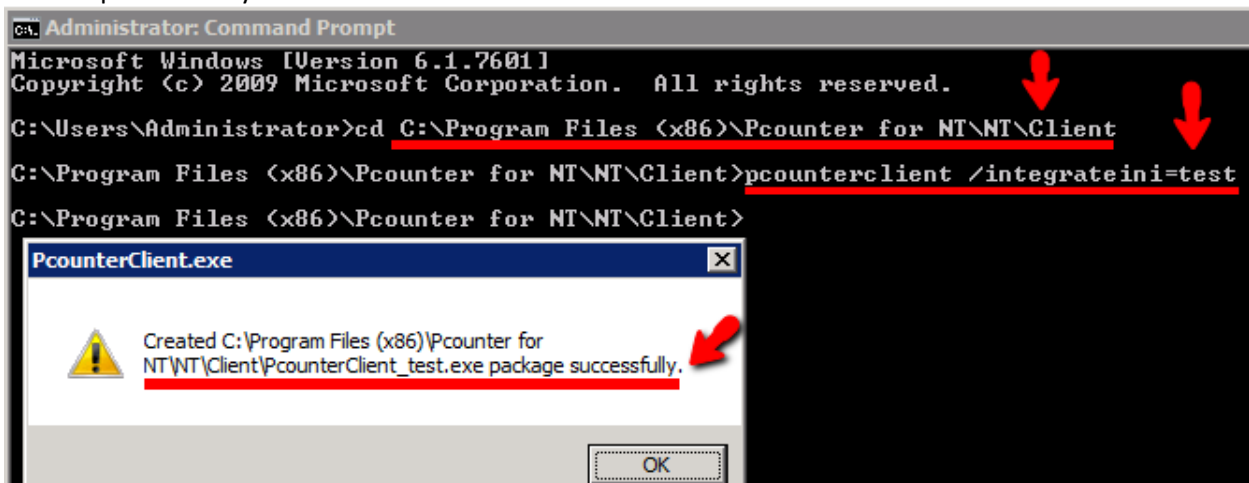 Administrator: Command Prompt
Microsoft Windows [Version 6.1.7601]
Copyright (c) 2009 Microsoft Corporation.  All rights reserved.
C:\Users\Administrator>cd C:\Program Files (x86)\Pcounter for NT\NT\Client
C:\Program Files (x86)\Pcounter for NT\NT\Client>pcounterclient /integrateini=test
C:\Program Files (x86)\Pcounter for NT\NT\Client>
PcounterClient.exe
Created C:\Program Files (x86)\Pcounter for
NT\NT\Client\PcounterClient_test.exe package successfully.
OK